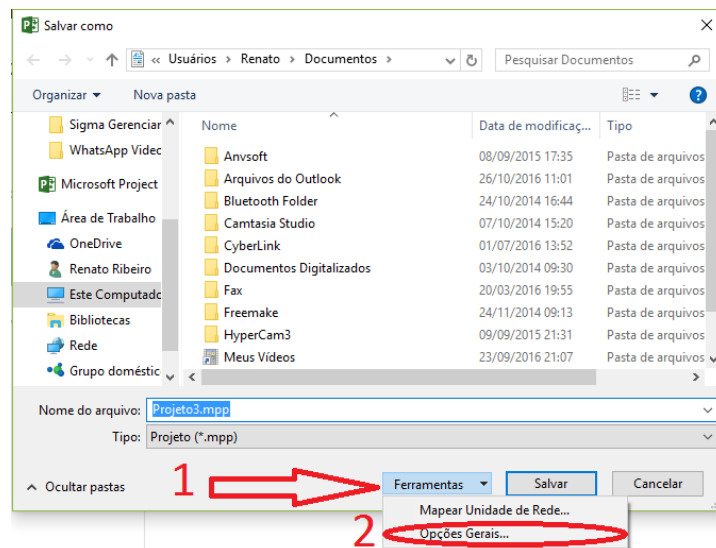 Salvar como
« Usuários > Renato > Documentos >
Pesquisar Documentos
Organizar
Nova pasta
Sigma Gerenciar
WhatsApp Videc
Microsoft Project
Área de Trabalho
OneDrive
Renato Ribeiro
Este Computadc
Bibliotecas
Rede
Grupo doméstic
Nome Data de modificaç... Tipo
Anvsoft 08/09/2015 17:35 Pasta de arquivos
Arquivos do Outlook 26/10/2016 11:01 Pasta de arquivos
Bluetooth Folder 24/10/2014 16:44 Pasta de arquivos
Camtasia Studio 07/10/2014 15:20 Pasta de arquivos
CyberLink 01/07/2016 13:52 Pasta de arquivos
Documentos Digitalizados 03/10/2014 09:30 Pasta de arquivos
Fax 20/03/2016 19:55 Pasta de arquivos
Freemake 24/11/2014 09:13 Pasta de arquivos
HyperCam3 09/09/2015 21:31 Pasta de arquivos
Meus Vídeos 23/09/2016 21:07 Pasta de arquivos
Nome do arquivo: Projeto3.mpp
Tipo: Projeto (*.mpp)
Ocultar pastas
1
Ferramentas
Salvar
Cancelar
Mapear Unidade de Rede...
2
Opções Gerais...